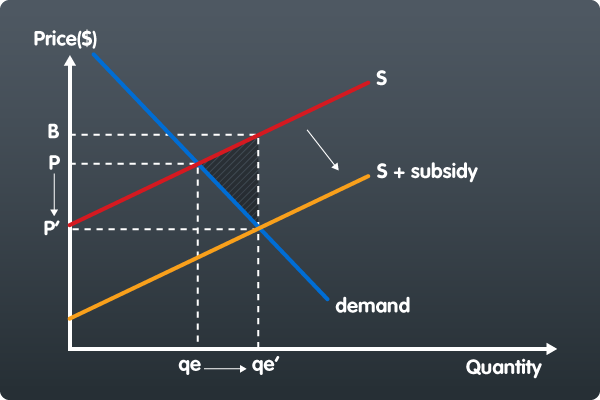 Price($)
S
B
P
S + subsidy
P′
demand
qe
qe′
Quantity